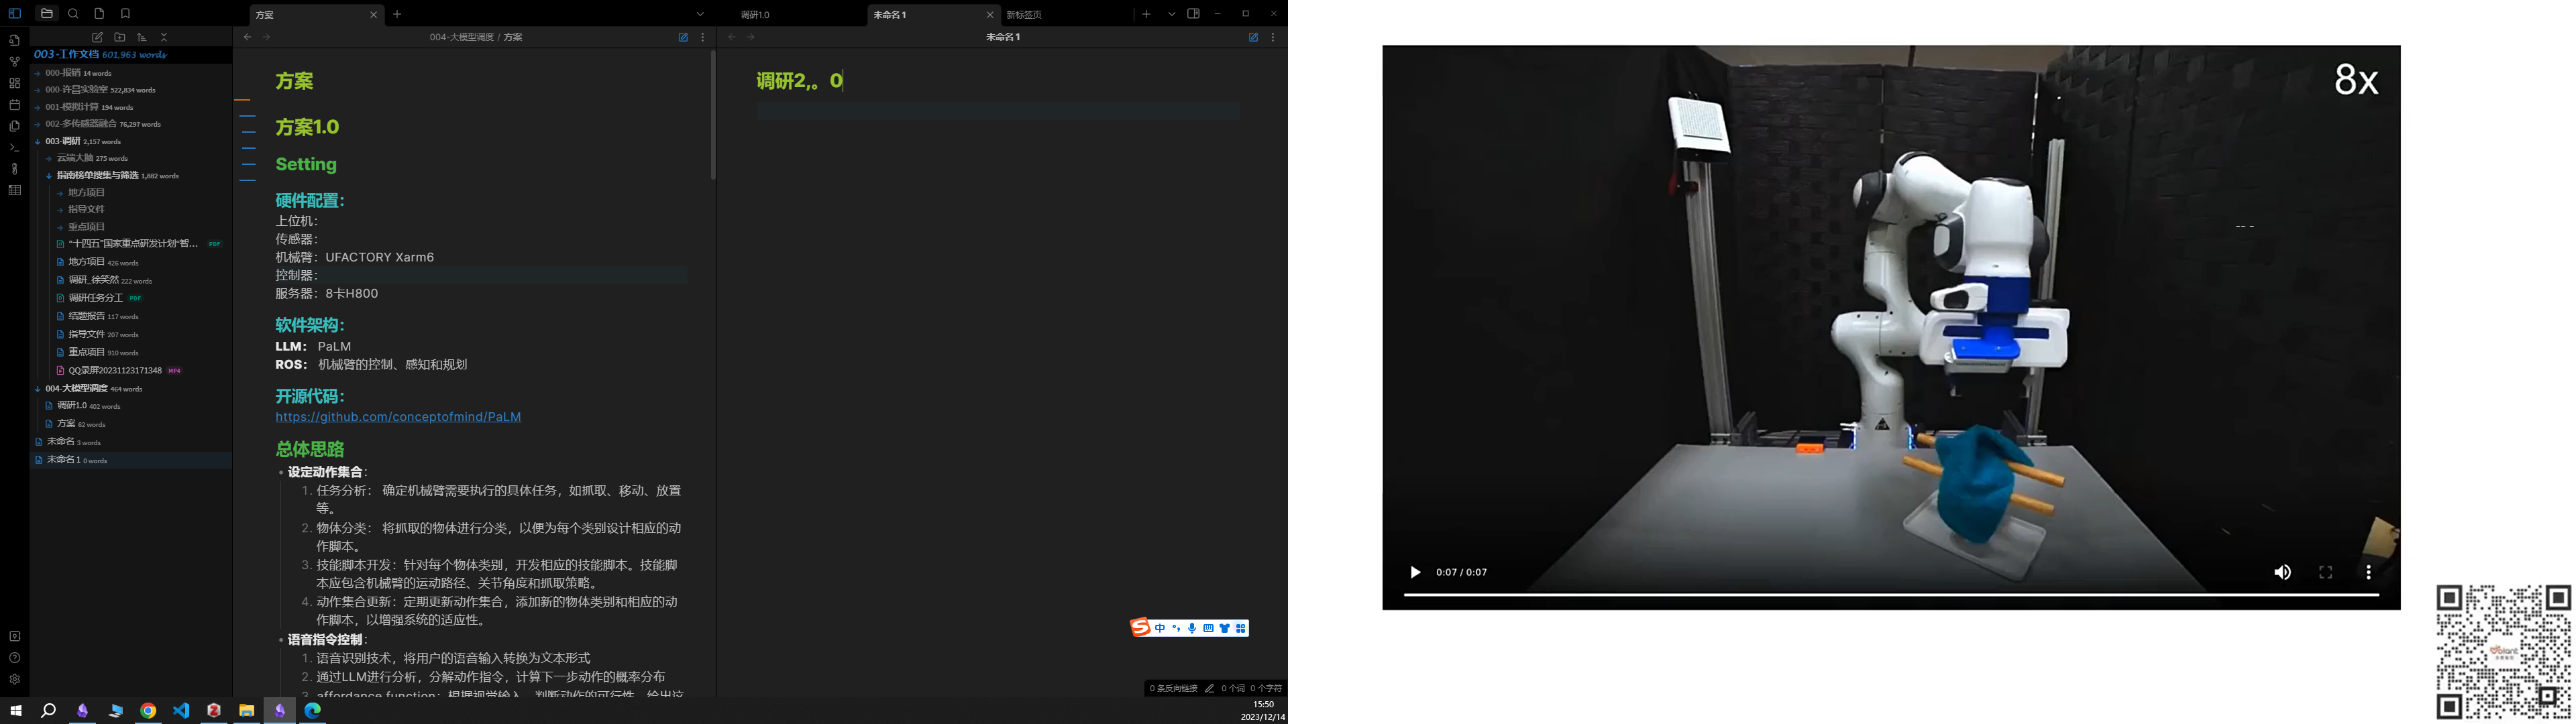 方案
调研1.0
未命名 1
新标签页
004-大模型调度 / 方案
未命名 1
003-工作文档 601,963 words
000-报销 14 words
000-许昌实验室 522,834 words
001-模拟计算 194 words
002-多传感器融合 76,297 words
003-调研 2,157 words
云端大脑 275 words
指南榜单搜集与筛选 1,882 words
地方项目
指导文件
重点项目
“十四五”国家重点研发计划“智... PDF
地方项目 426 words
调研_徐笑然 222 words
调研任务分工 PDF
结题报告 117 words
指导文件 207 words
重点项目 910 words
QQ录屏20231123171348 MP4
004-大模型调度 464 words
调研1.0 402 words
方案 62 words
未命名 3 words
未命名 1 0 words
方案
方案1.0
Setting
硬件配置：
上位机：
传感器：
机械臂：UFACTORY Xarm6
控制器：
服务器：8卡H800
软件架构：
LLM： PaLM
ROS： 机械臂的控制、感知和规划
开源代码：
https://github.com/conceptofmind/PaLM
总体思路
设定动作集合：
1. 任务分析： 确定机械臂需要执行的具体任务，如抓取、移动、放置
等。
2. 物体分类： 将抓取的物体进行分类，以便为每个类别设计相应的动
作脚本。
3. 技能脚本开发：针对每个物体类别，开发相应的技能脚本。技能脚
本应包含机械臂的运动路径、关节角度和抓取策略。
4. 动作集合更新：定期更新动作集合，添加新的物体类别和相应的动
作脚本，以增强系统的适应性。
语音指令控制：
1. 语音识别技术，将用户的语音输入转换为文本形式
2. 通过LLM进行分析，分解动作指令，计算下一步动作的概率分布
3. affordance function：根据视觉输入，判断动作的可行性，给出这
调研2,。0
中
0 条反向链接 0 个词 0 个字符
15:50
2023/12/14
8x
0:07 / 0:07